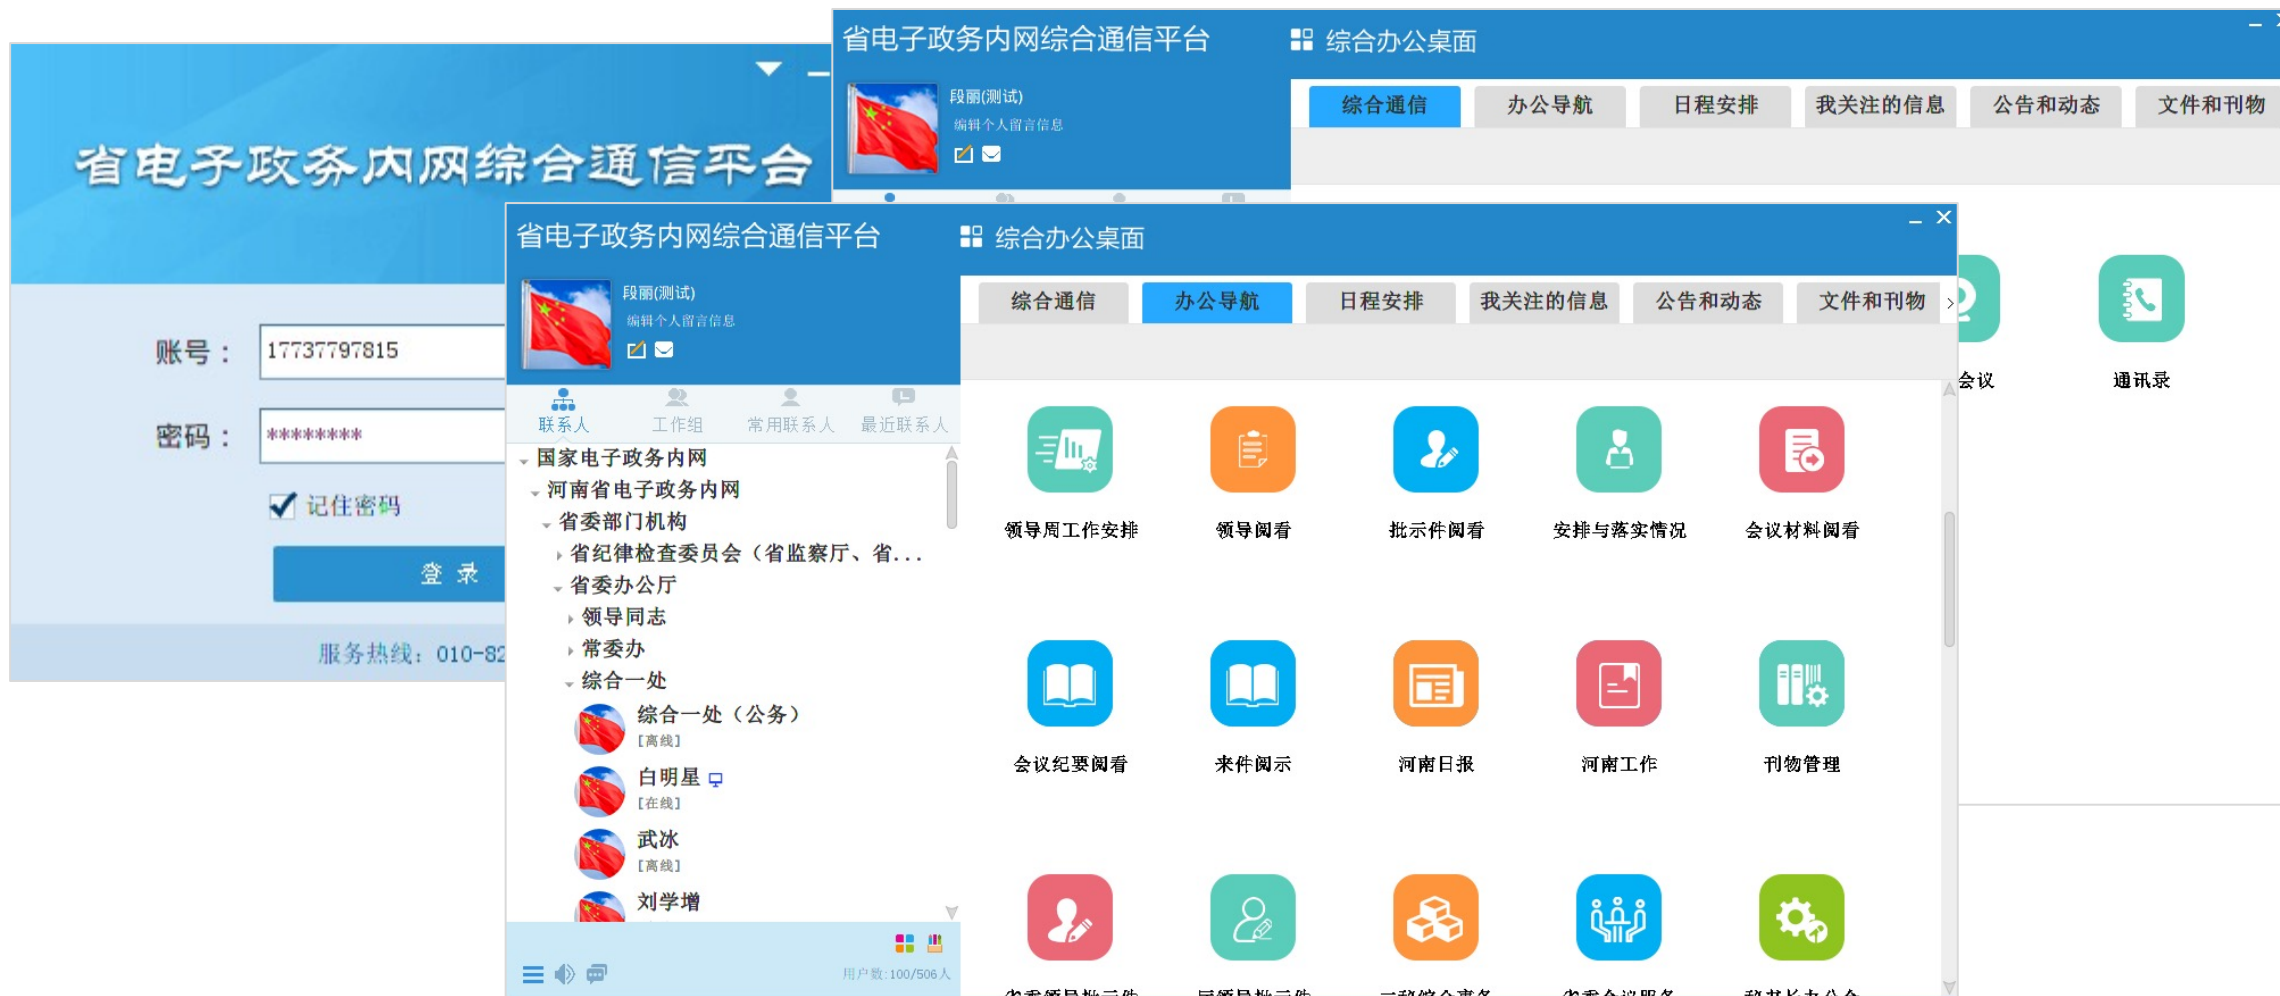 省电子政务内网综合通信平台
账号：
17737797815
密码：
********
记住密码
登 录
服务热线：010-82
省电子政务内网综合通信平台
综合办公桌面
段丽(测试)
编辑个人留言信息
综合通信
办公导航
日程安排
我关注的信息
公告和动态
文件和刊物
会议
通讯录
省电子政务内网综合通信平台
综合办公桌面
段丽(测试)
编辑个人留言信息
联系人
工作组
常用联系人
最近联系人
国家电子政务内网
河南省电子政务内网
省委部门机构
省纪律检查委员会（省监察厅、省...
省委办公厅
领导同志
常委办
综合一处
综合一处（公务）
[离线]
白明星
[在线]
武冰
[离线]
刘学增
用户数:100/506人
综合通信
办公导航
日程安排
我关注的信息
公告和动态
文件和刊物
领导周工作安排
领导阅看
批示件阅看
安排与落实情况
会议材料阅看
会议纪要阅看
来件阅示
河南日报
河南工作
刊物管理